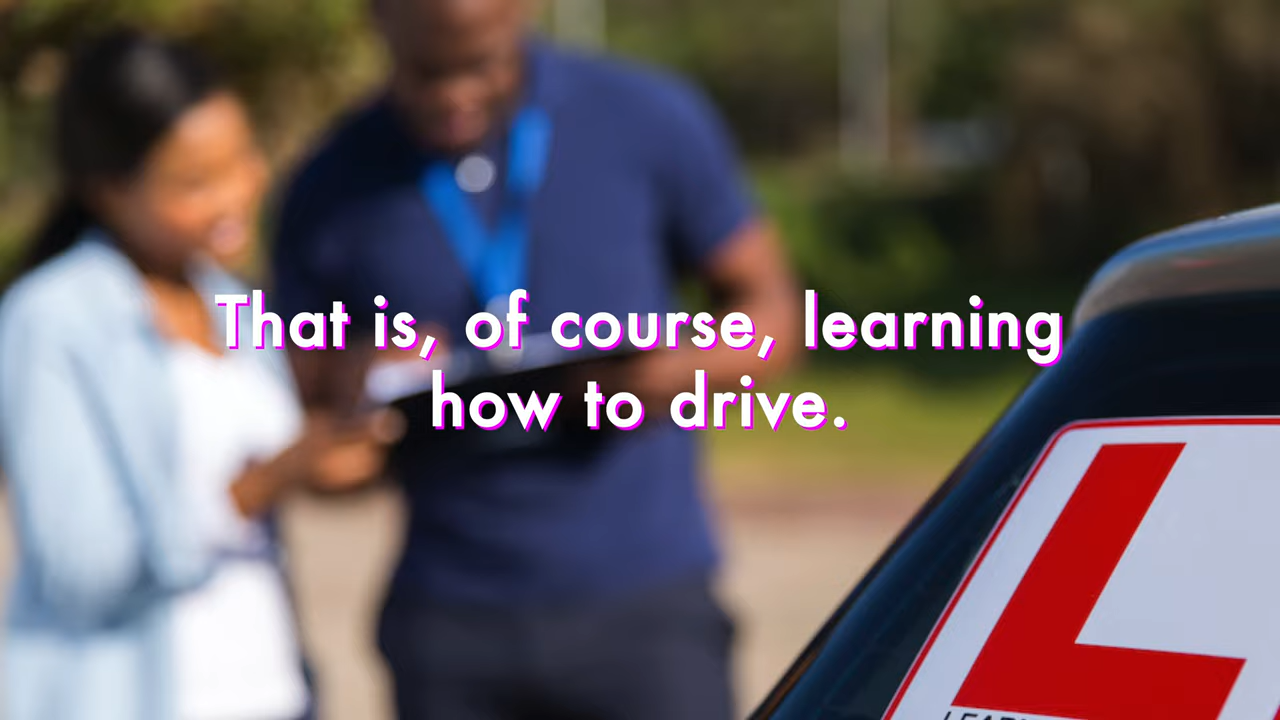 That is, of course, learning
how to drive.
L